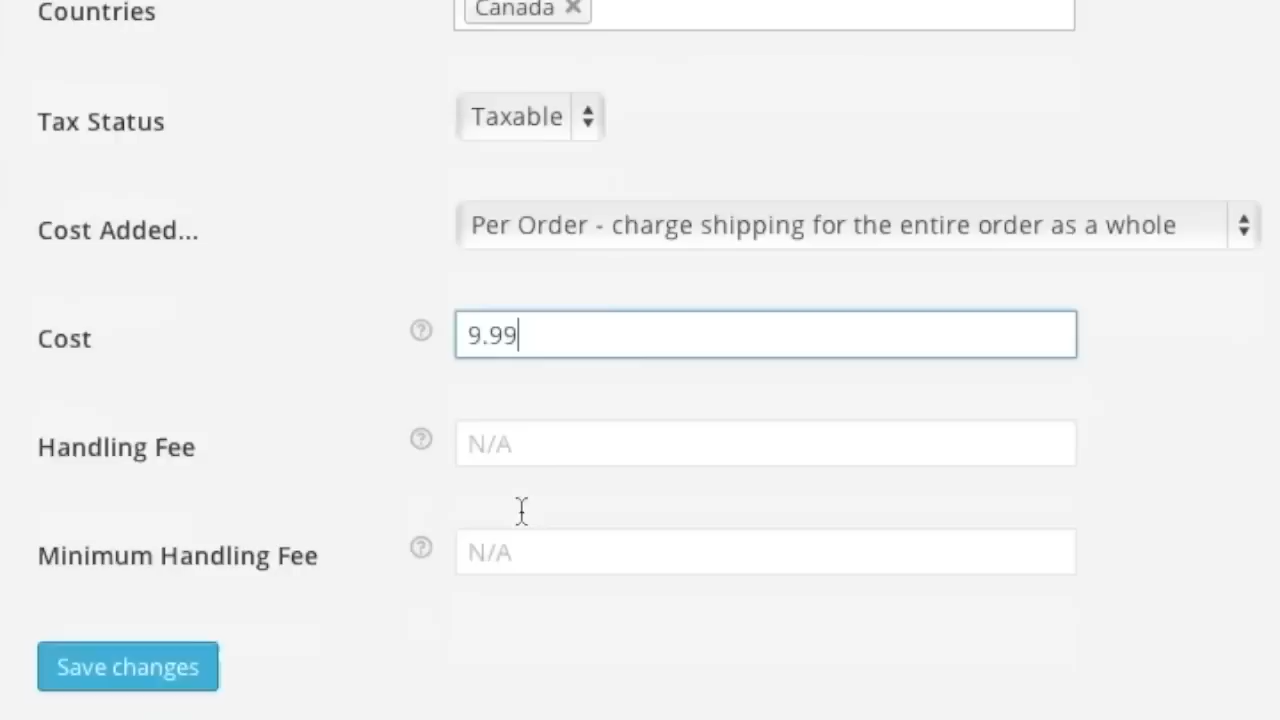 Countries
Canada ×
Tax Status
Taxable
Cost Added...
Per Order - charge shipping for the entire order as a whole
Cost
?
9.99
Handling Fee
?
N/A
Minimum Handling Fee
?
N/A
Save changes